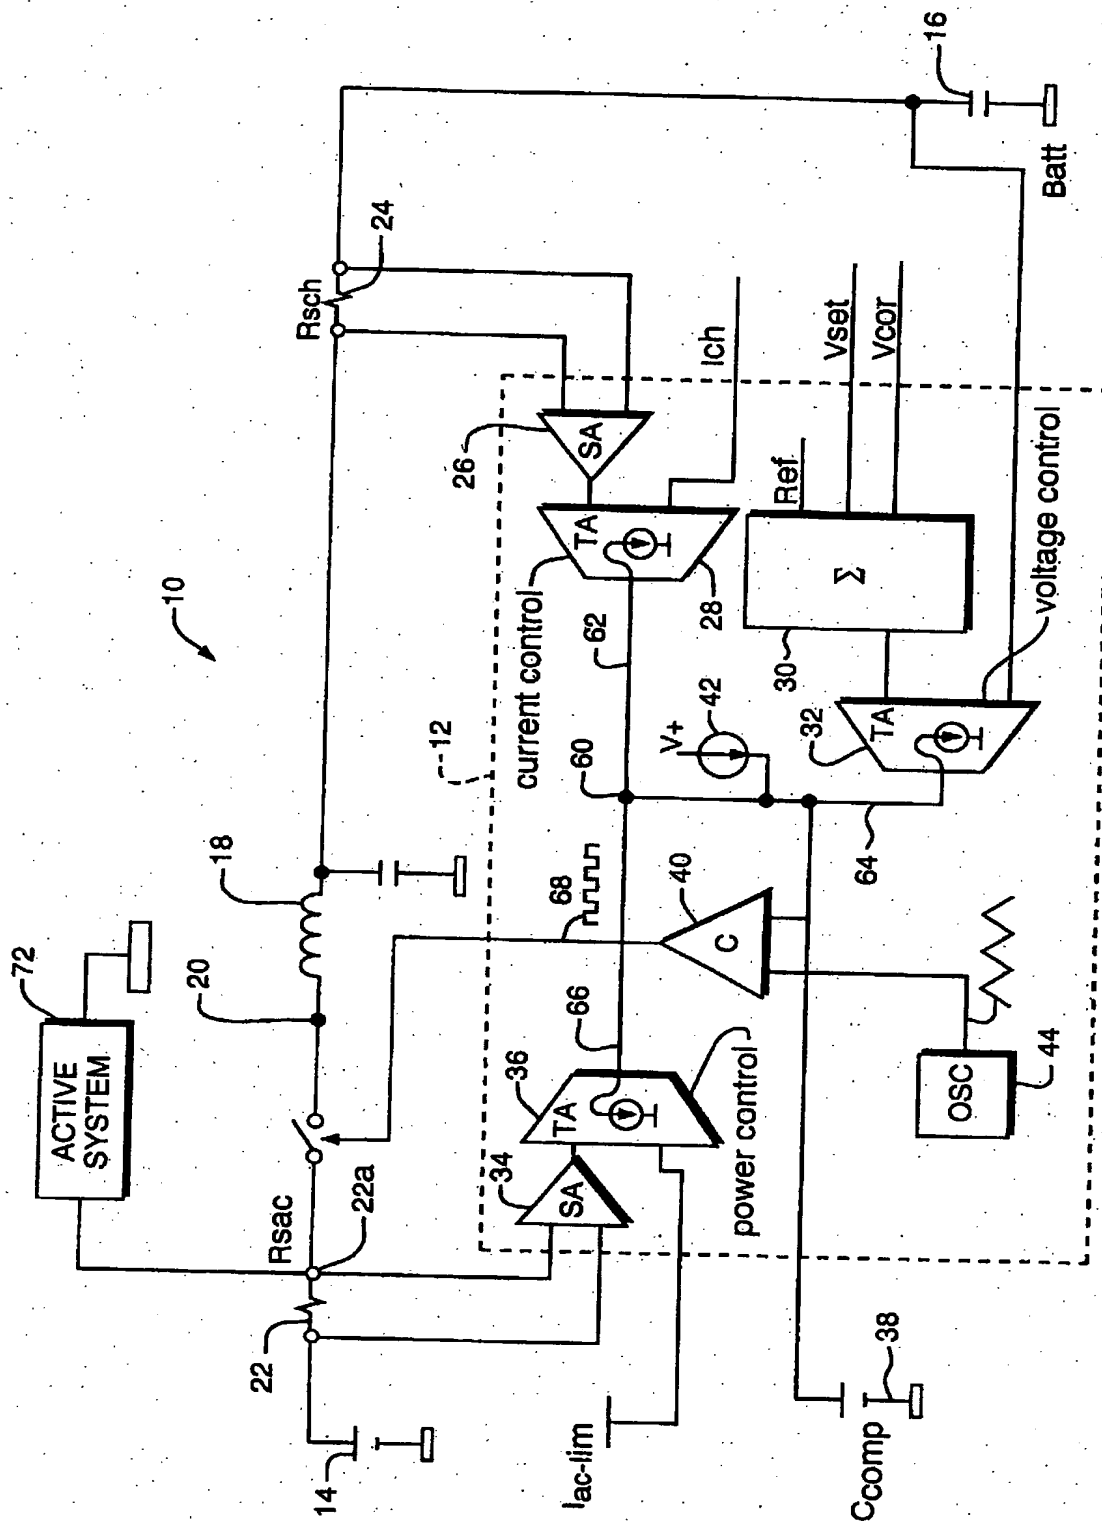 10
72
ACTIVE
SYSTEM
20
18
Rsac
22a
22
14
Rsch
24
16
Batt
12
current control
26
SA
TA
28
Ich
62
60
V+
42
Ref
Vset
Vcor
Σ
30
32
TA
voltage control
64
68
40
C
66
36
TA
34
SA
power control
OSC
44
Iac-lim
Ccomp
38